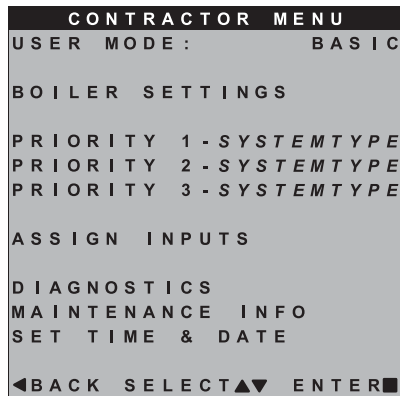 CONTRACTOR MENU
USER MODE: BASIC
BOILER SETTINGS
PRIORITY 1-SYSTEMTYPE
PRIORITY 2-SYSTEMTYPE
PRIORITY 3-SYSTEMTYPE
ASSIGN INPUTS
DIAGNOSTICS
MAINTENANCE INFO
SET TIME & DATE
◀BACK SELECT▲▼ ENTER■